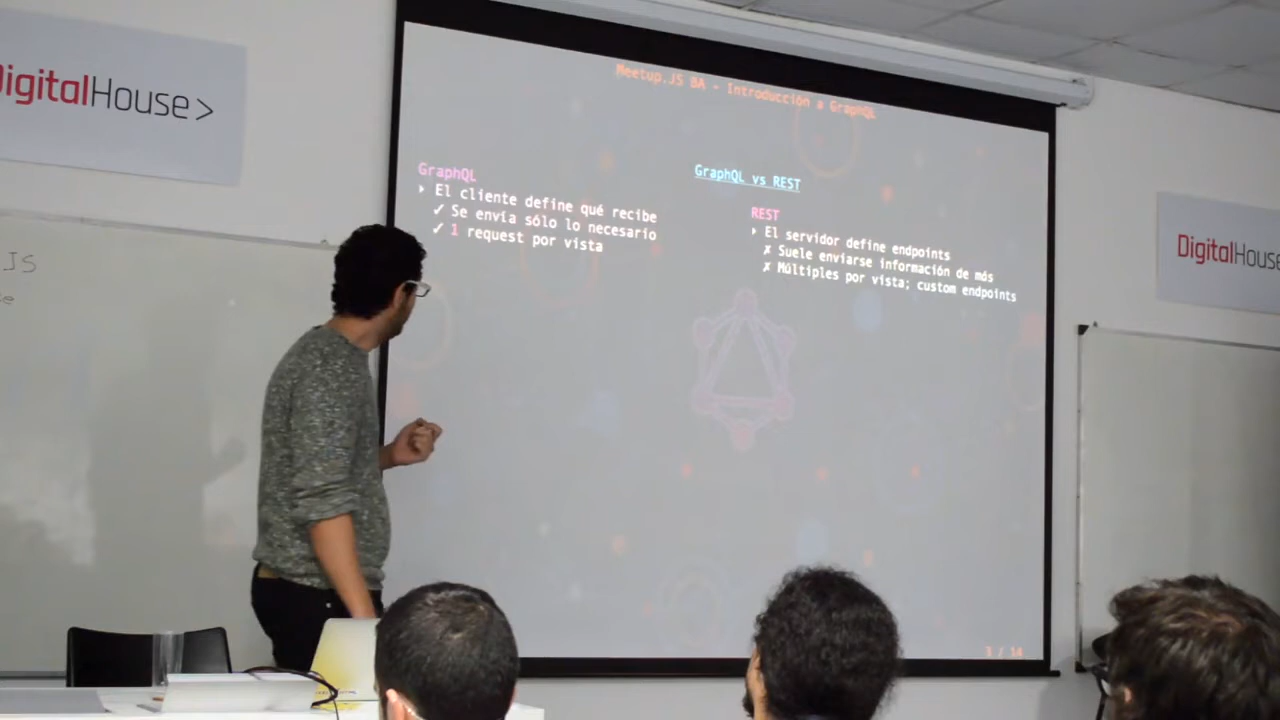 DigitalHouse>
Meetup.JS BA - Introducción a GraphQL
GraphQL vs REST
GraphQL
‣ El cliente define qué recibe
✓ Se envía sólo lo necesario
✓ 1 request por vista
REST
‣ El servidor define endpoints
✗ Suele enviarse información de más
✗ Múltiples por vista; custom endpoints
3 / 14
JS
DigitalHouse